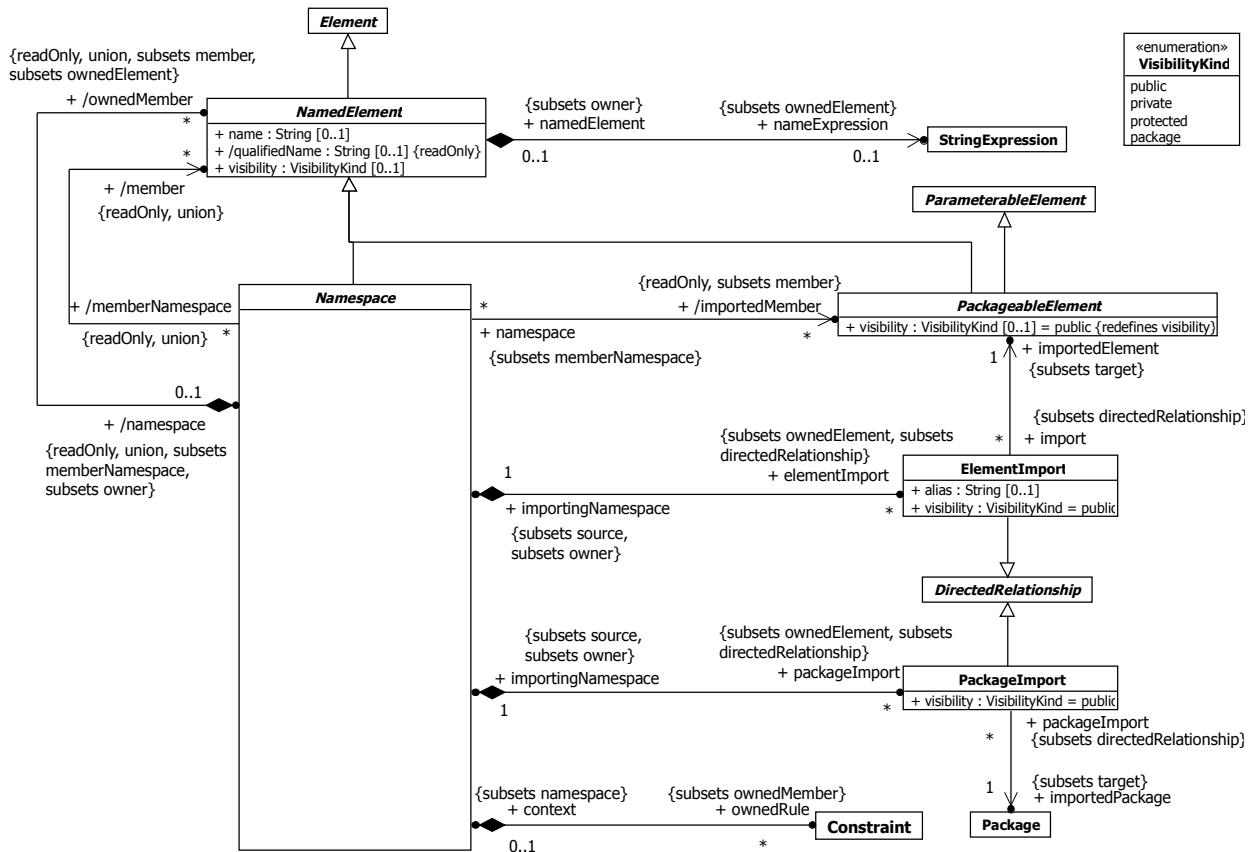 Element
{readOnly, union, subsets member,
subsets ownedElement}
+ /ownedMember
*
NamedElement
+ name : String [0..1]
+ /qualifiedName : String [0..1] {readOnly}
+ visibility : VisibilityKind [0..1]
{subsets owner}
+ namedElement
0..1
{subsets ownedElement}
+ nameExpression
0..1
StringExpression
«enumeration»
VisibilityKind
public
private
protected
package
*
+ /member
{readOnly, union}
ParameterableElement
+ /memberNamespace
{readOnly, union}
*
Namespace
*
+ namespace
{subsets memberNamespace}
{readOnly, subsets member}
+ /importedMember
*
PackageableElement
+ visibility : VisibilityKind [0..1] = public {redefines visibility}
1
+ importedElement
{subsets target}
0..1
+ /namespace
{readOnly, union, subsets
memberNamespace,
subsets owner}
{subsets directedRelationship}
*
+ import
{subsets ownedElement, subsets
directedRelationship}
+ elementImport
*
1
+ importingNamespace
{subsets source,
subsets owner}
ElementImport
+ alias : String [0..1]
+ visibility : VisibilityKind = public
DirectedRelationship
{subsets source,
subsets owner}
+ importingNamespace
1
{subsets ownedElement, subsets
directedRelationship}
+ packageImport
*
PackageImport
+ visibility : VisibilityKind = public
+ packageImport
*
{subsets directedRelationship}
{subsets target}
1
+ importedPackage
Package
{subsets namespace}
+ context
0..1
{subsets ownedMember}
+ ownedRule
*
Constraint